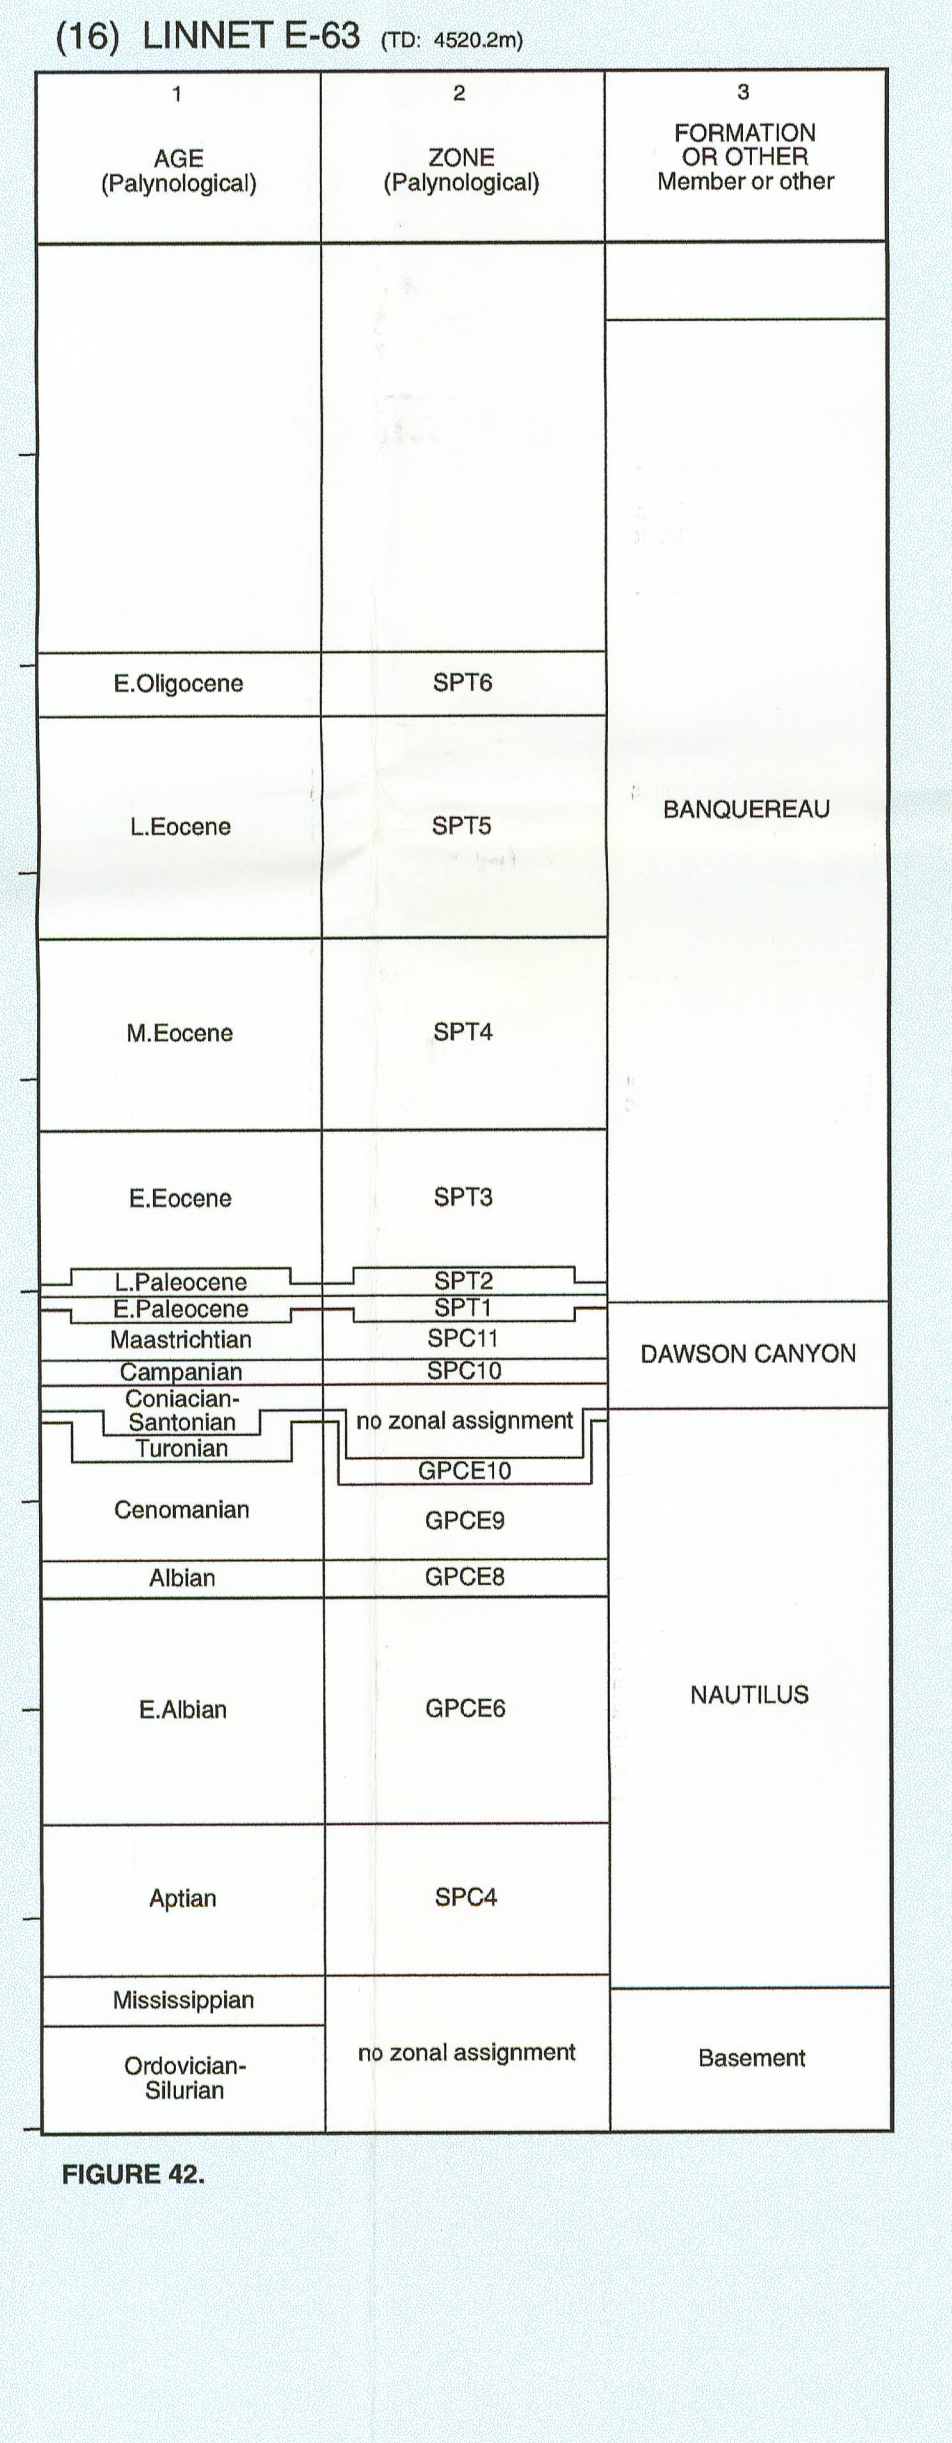 (16) LINNET E-63 (TD: 4520.2m)
1
AGE
(Palynological)
2
ZONE
(Palynological)
3
FORMATION
OR OTHER
Member or other
E.Oligocene
SPT6
L.Eocene
SPT5
BANQUEREAU
M.Eocene
SPT4
E.Eocene
SPT3
L.Paleocene
SPT2
E.Paleocene
SPT1
Maastrichtian
SPC11
DAWSON CANYON
Campanian
SPC10
Coniacian-
Santonian
no zonal assignment
Turonian
GPCE10
Cenomanian
GPCE9
Albian
GPCE8
E.Albian
GPCE6
NAUTILUS
Aptian
SPC4
Mississippian
no zonal assignment
Basement
Ordovician-
Silurian
FIGURE 42.